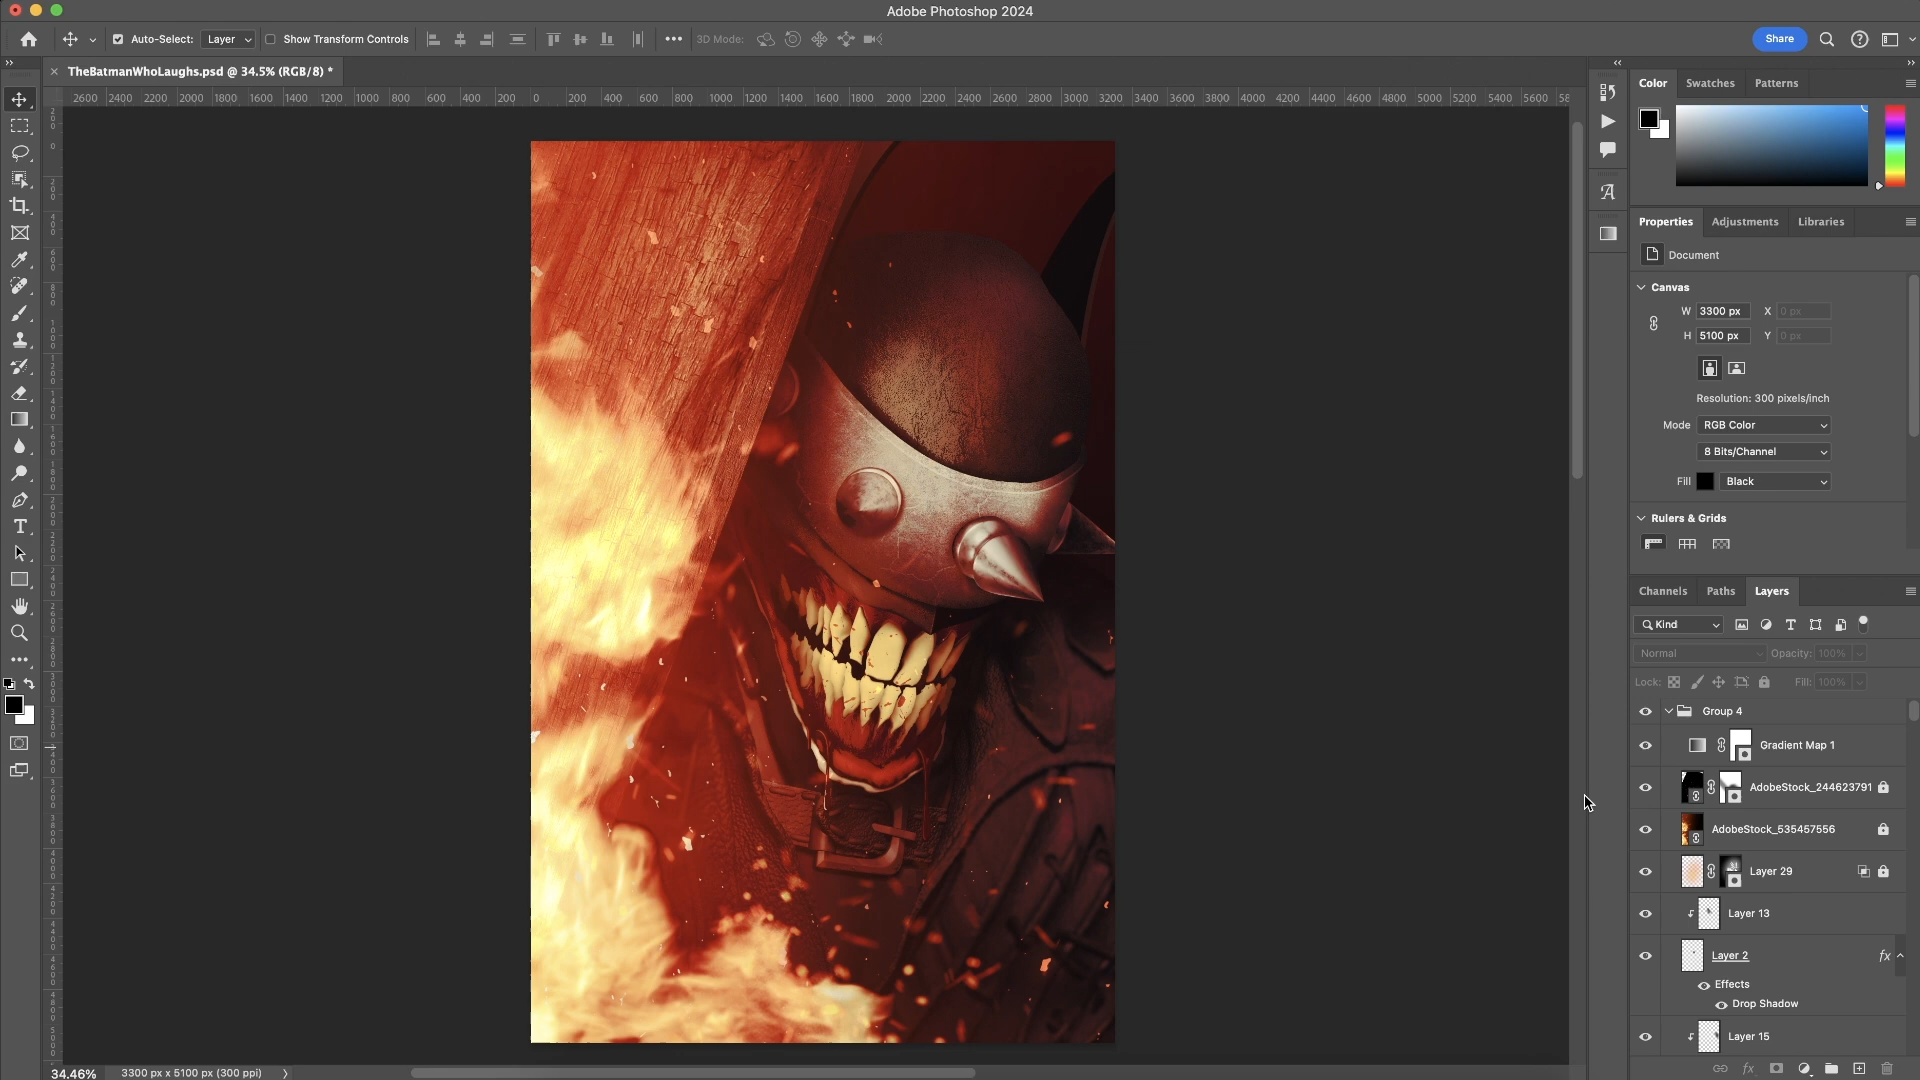 Adobe Photoshop 2024
Auto-Select: Layer Show Transform Controls 3D Mode: Share
TheBatmanWhoLaughs.psd @ 34.5% (RGB/8) *
2600 2400 2200 2000 1800 1600 1400 1200 1000 800 600 400 200 0 200 400 600 800 1000 1200 1400 1600 1800 2000 2200 2400 2600 2800 3000 3200 3400 3600 3800 4000 4200 4400 4600 4800 5000 5200 5400 5600
Color Swatches Patterns
Properties Adjustments Libraries
Document
Canvas
W 3300 px X 0 px
H 5100 px Y 0 px
Resolution: 300 pixels/inch
Mode RGB Color
8 Bits/Channel
Fill Black
Rulers & Grids
Channels Paths Layers
Kind
Normal Opacity: 100%
Lock: Fill: 100%
Group 4
Gradient Map 1
AdobeStock_244623791
AdobeStock_535457556
Layer 29
Layer 13
Layer 2 fx
Effects
Drop Shadow
Layer 15
34.46% 3300 px x 5100 px (300 ppi)